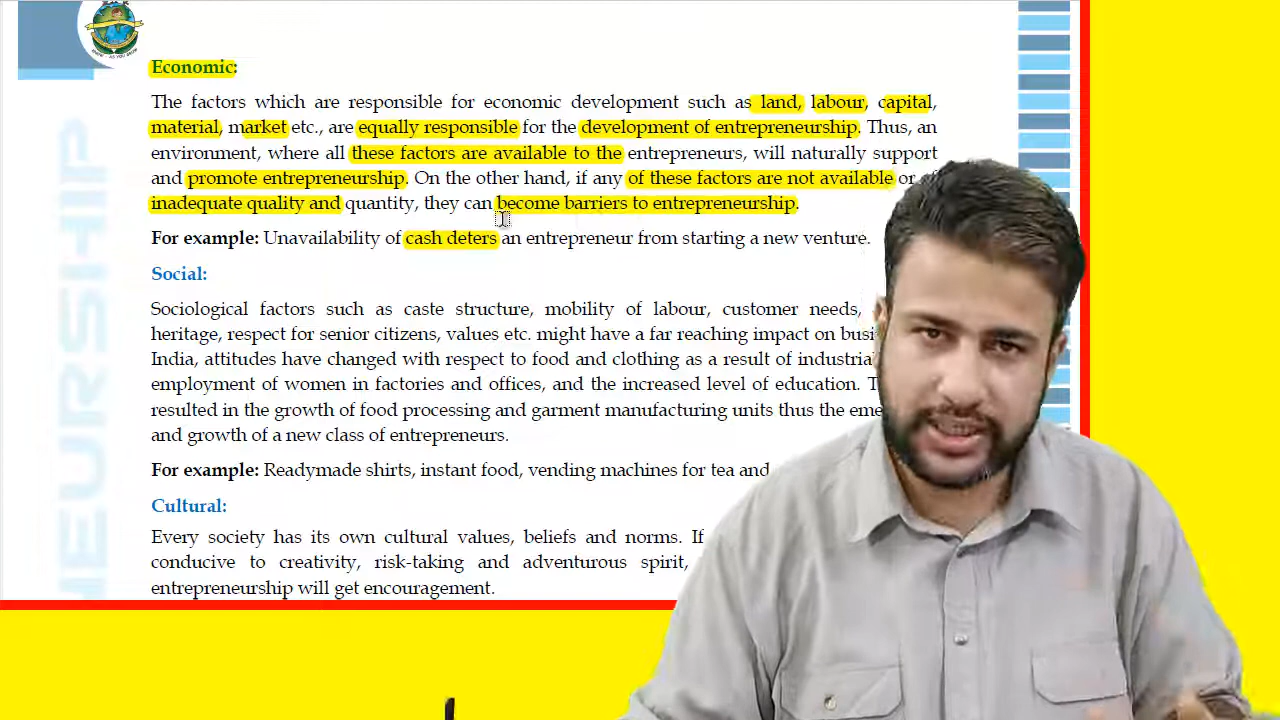 Economic:
The factors which are responsible for economic development such as land, labour, capital,
material, market etc., are equally responsible for the development of entrepreneurship. Thus, an
environment, where all these factors are available to the entrepreneurs, will naturally support
and promote entrepreneurship. On the other hand, if any of these factors are not available or of
inadequate quality and quantity, they can become barriers to entrepreneurship.
For example: Unavailability of cash deters an entrepreneur from starting a new venture.
Social:
Sociological factors such as caste structure, mobility of labour, customer needs,
heritage, respect for senior citizens, values etc. might have a far reaching impact on
India, attitudes have changed with respect to food and clothing as a result of
employment of women in factories and offices, and the increased level of education.
resulted in the growth of food processing and garment manufacturing units thus the
and growth of a new class of entrepreneurs.
For example: Readymade shirts, instant food, vending machines for tea and
Cultural:
Every society has its own cultural values, beliefs and norms. If
conducive to creativity, risk-taking and adventurous spirit,
entrepreneurship will get encouragement.